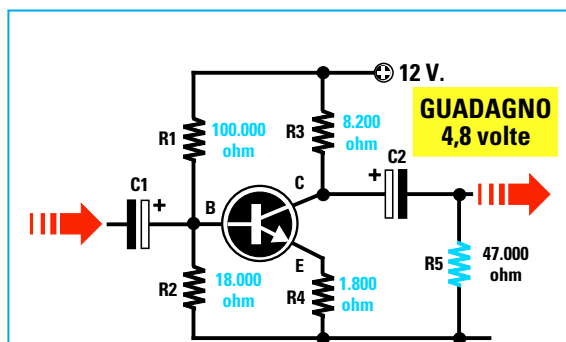 12 V.
GUADAGNO
4,8 volte
R1
100.000
ohm
R3
8.200
ohm
C1
+
B
C
+
C2
E
R2
18.000
ohm
R4
1.800
ohm
R5
47.000
ohm